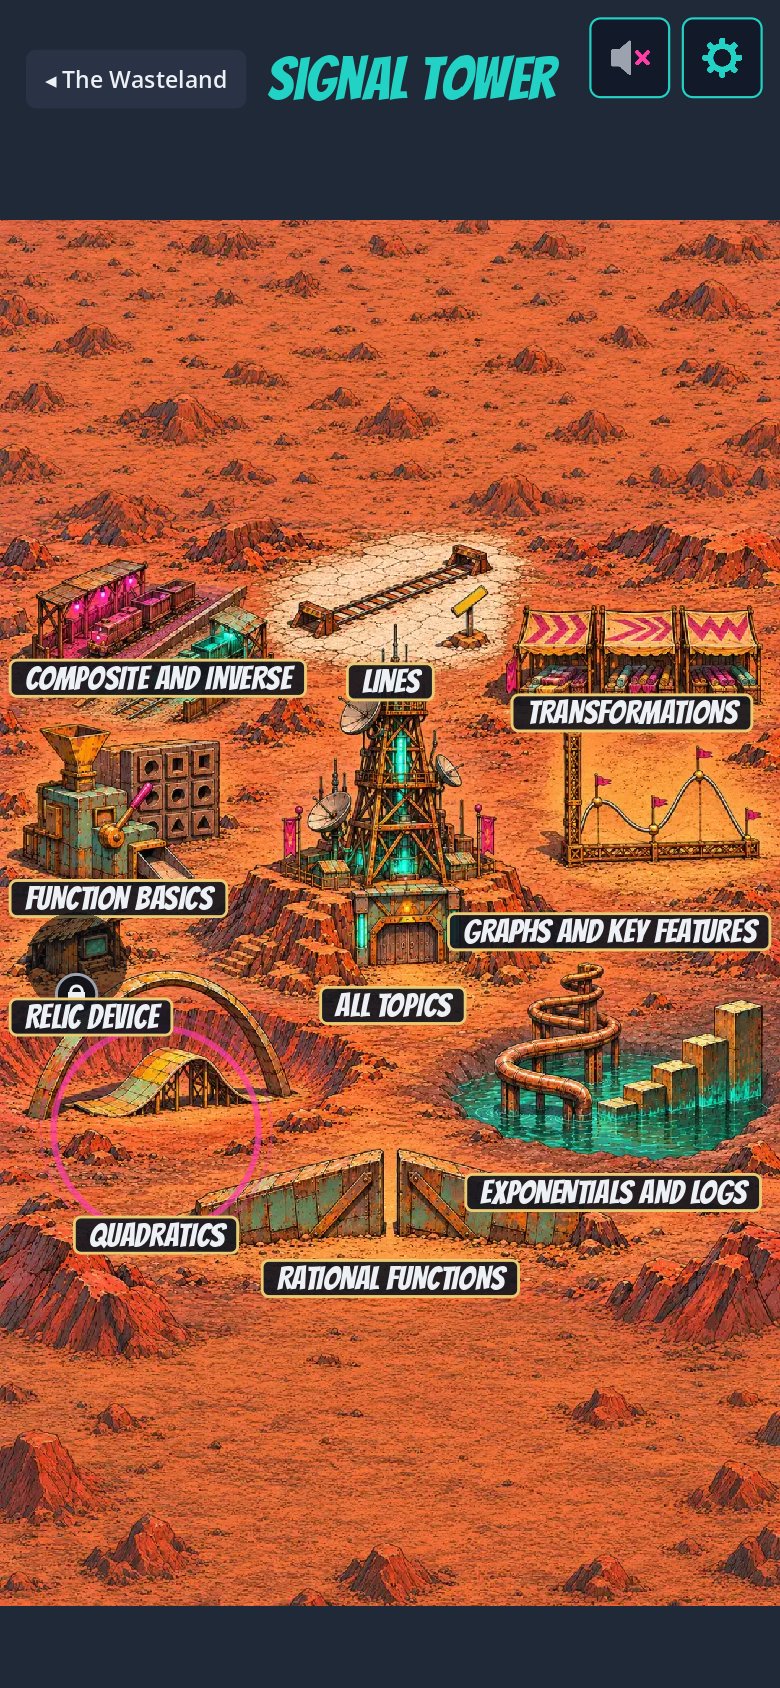 ◂ The Wasteland
SIGNAL TOWER
COMPOSITE AND INVERSE
LINES
TRANSFORMATIONS
FUNCTION BASICS
GRAPHS AND KEY FEATURES
RELIC DEVICE
ALL TOPICS
EXPONENTIALS AND LOGS
QUADRATICS
RATIONAL FUNCTIONS